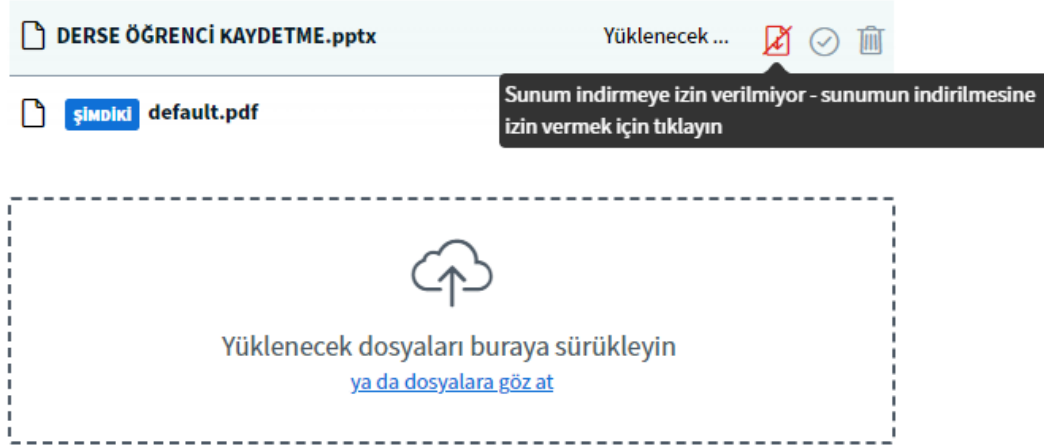 DERSE ÖĞRENCİ KAYDETME.pptx Yüklenecek ...
Sunum indirmeye izin verilmiyor - sunumun indirilmesine
izin vermek için tıklayın
ŞİMDİKİ default.pdf
Yüklenecek dosyaları buraya sürükleyin
ya da dosyalara göz at